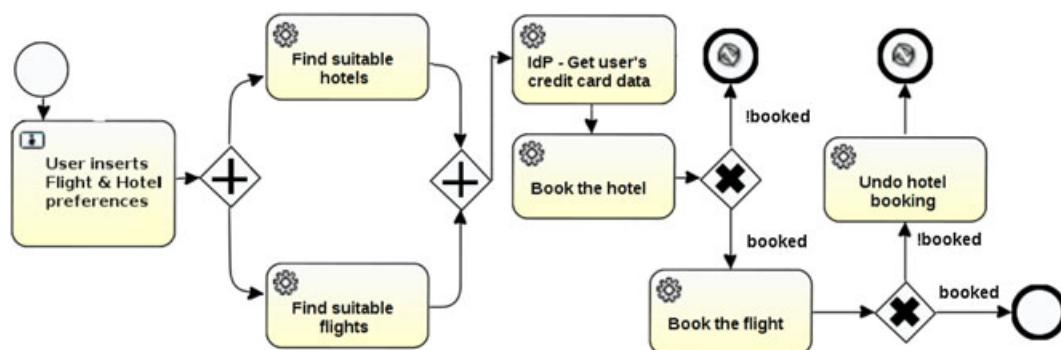 User inserts
Flight & Hotel
preferences
Find suitable
hotels
Find suitable
flights
IdP - Get user's
credit card data
Book the hotel
!booked
booked
Book the flight
Undo hotel
booking
!booked
booked